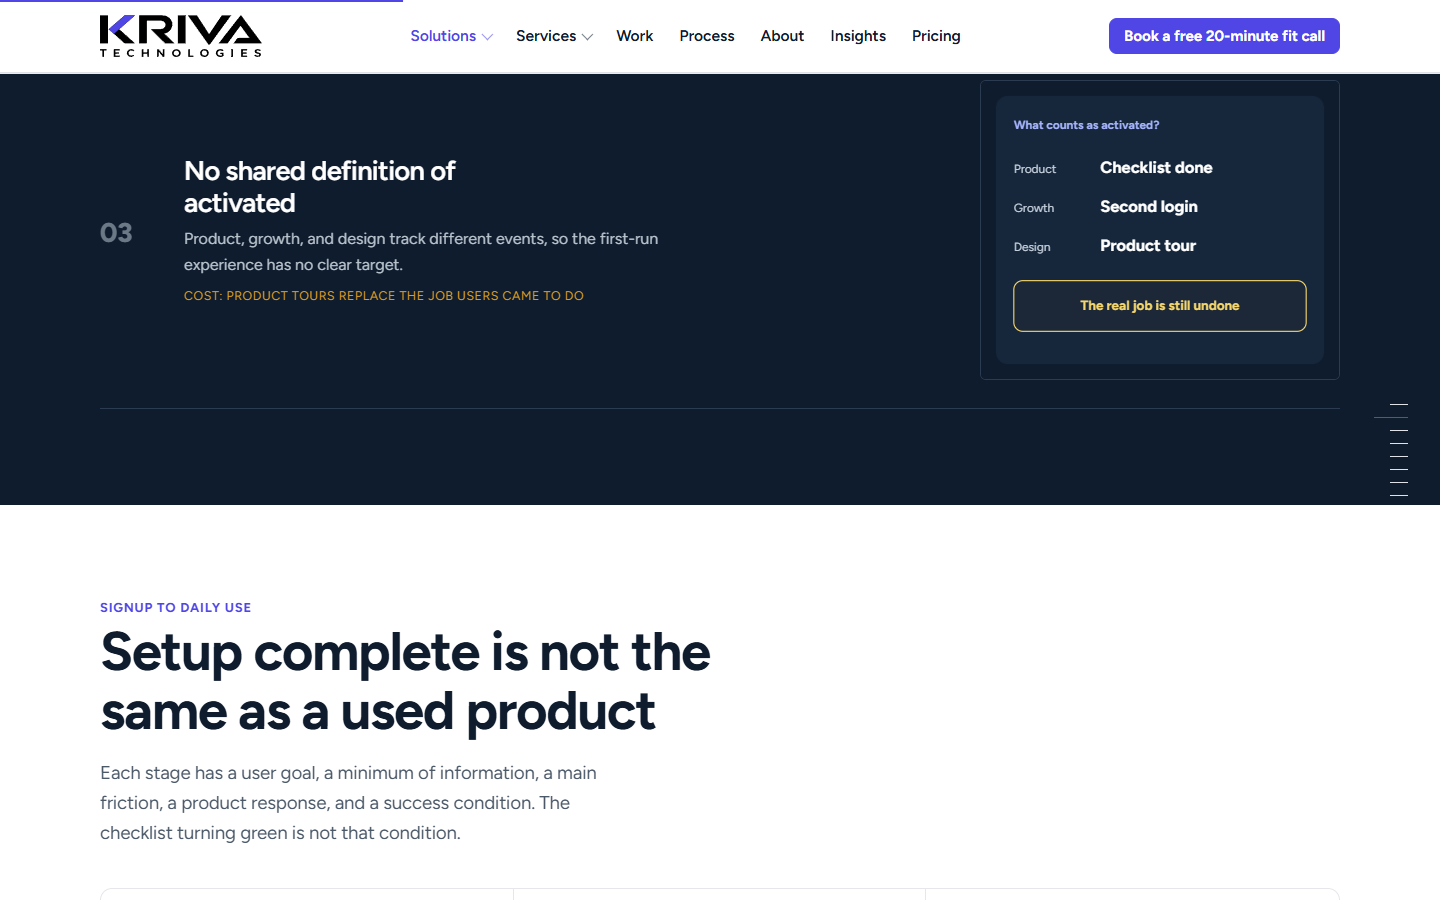 KRIVA
TECHNOLOGIES
Solutions
Services
Work
Process
About
Insights
Pricing
Book a free 20-minute fit call
03
No shared definition of
activated
Product, growth, and design track different events, so the first-run
experience has no clear target.
COST: PRODUCT TOURS REPLACE THE JOB USERS CAME TO DO
What counts as activated?
Product Checklist done
Growth Second login
Design Product tour
The real job is still undone
SIGNUP TO DAILY USE
Setup complete is not the
same as a used product
Each stage has a user goal, a minimum of information, a main
friction, a product response, and a success condition. The
checklist turning green is not that condition.